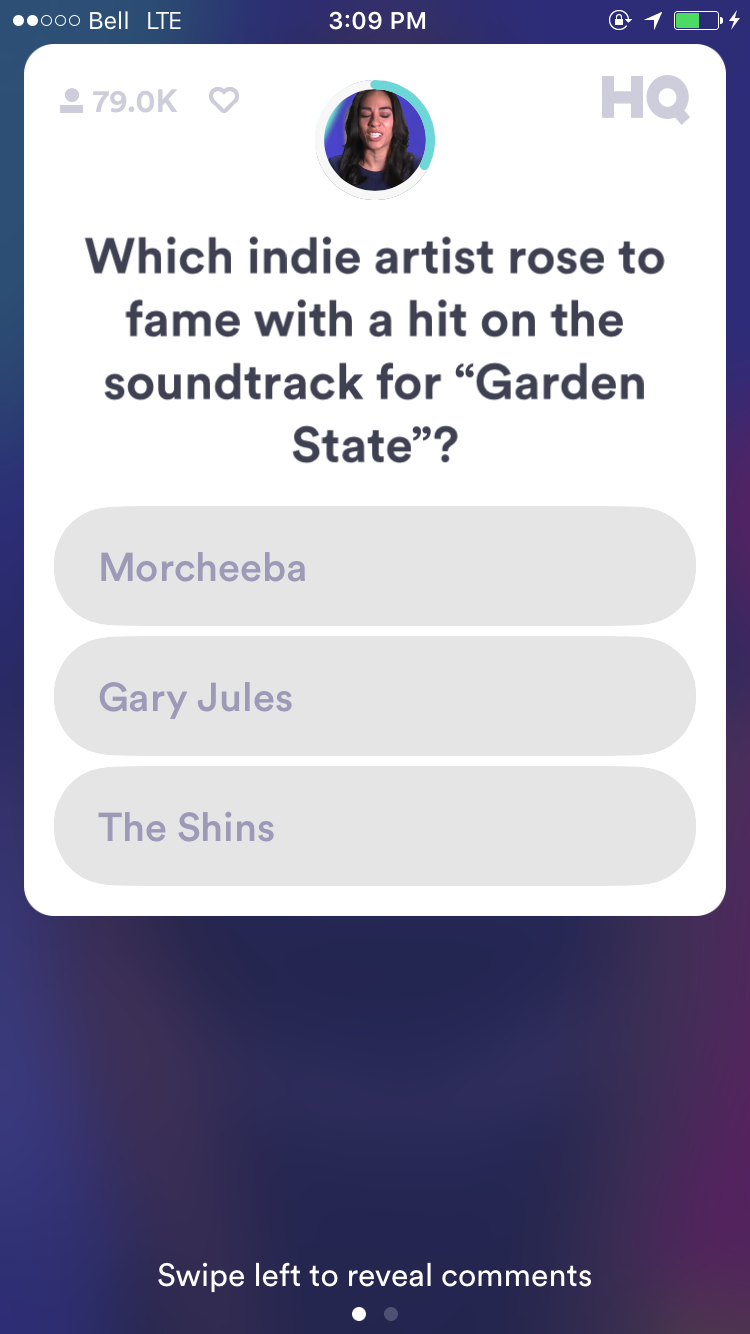 Bell LTE 3:09 PM
79.0K HQ
Which indie artist rose to
fame with a hit on the
soundtrack for “Garden
State”?
Morcheeba
Gary Jules
The Shins
Swipe left to reveal comments